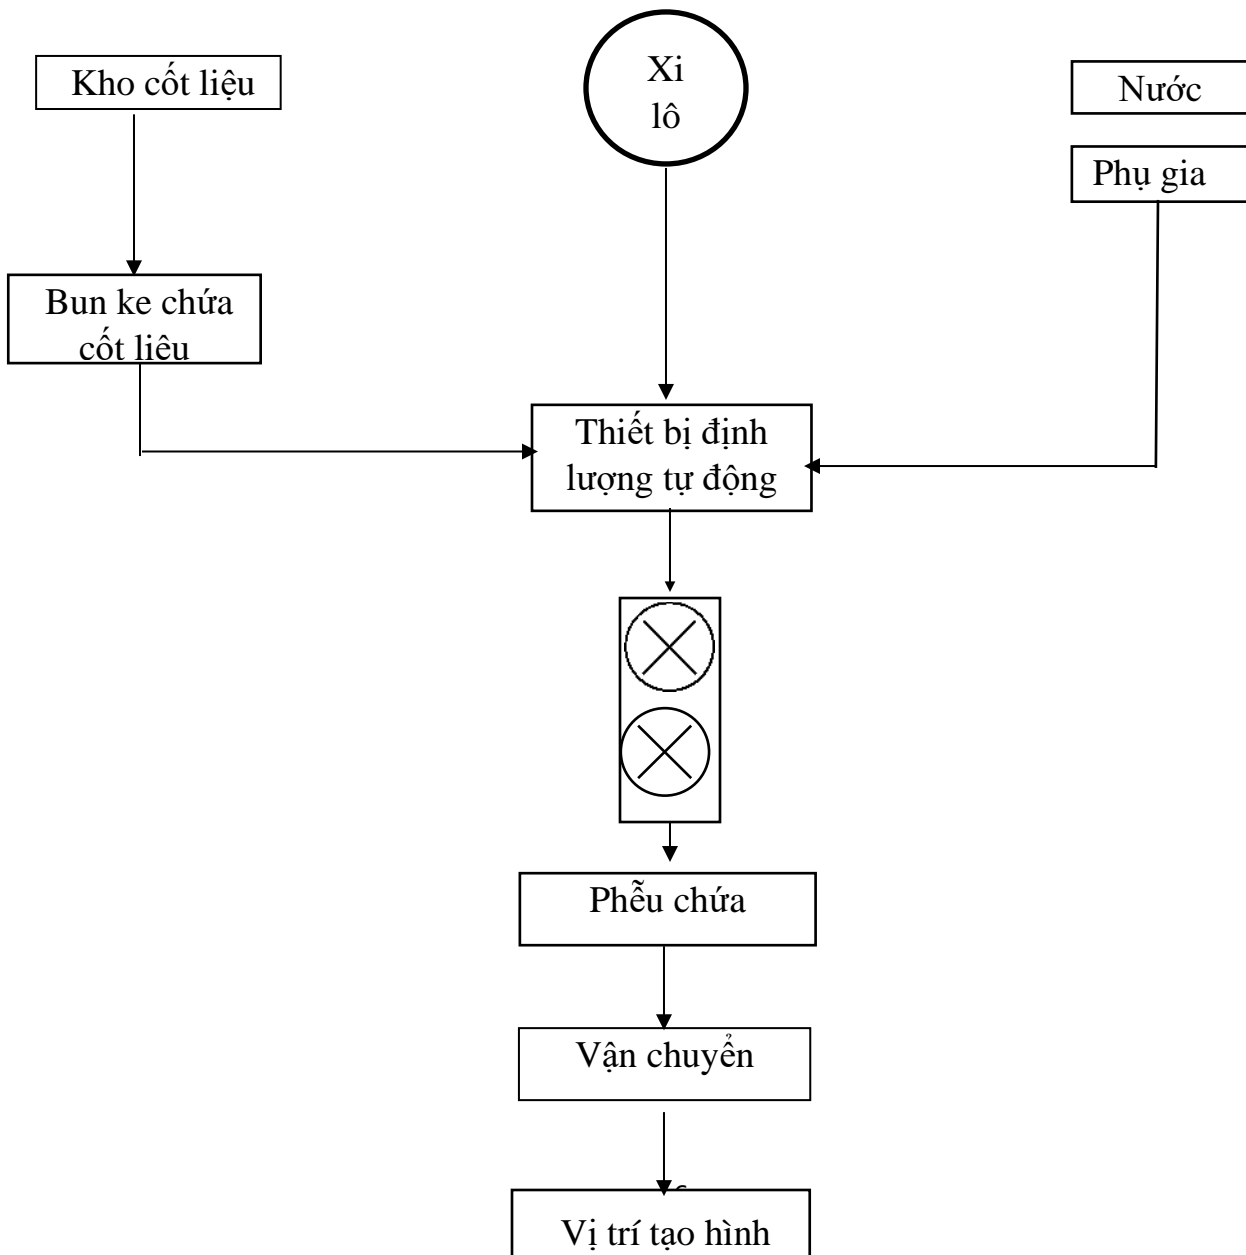 Kho cốt liệu
Xi
lô
Nước
Phụ gia
Bun ke chứa
cốt liêu
Thiết bị định
lượng tự động
Phễu chứa
Vận chuyển
Vị trí tạo hình